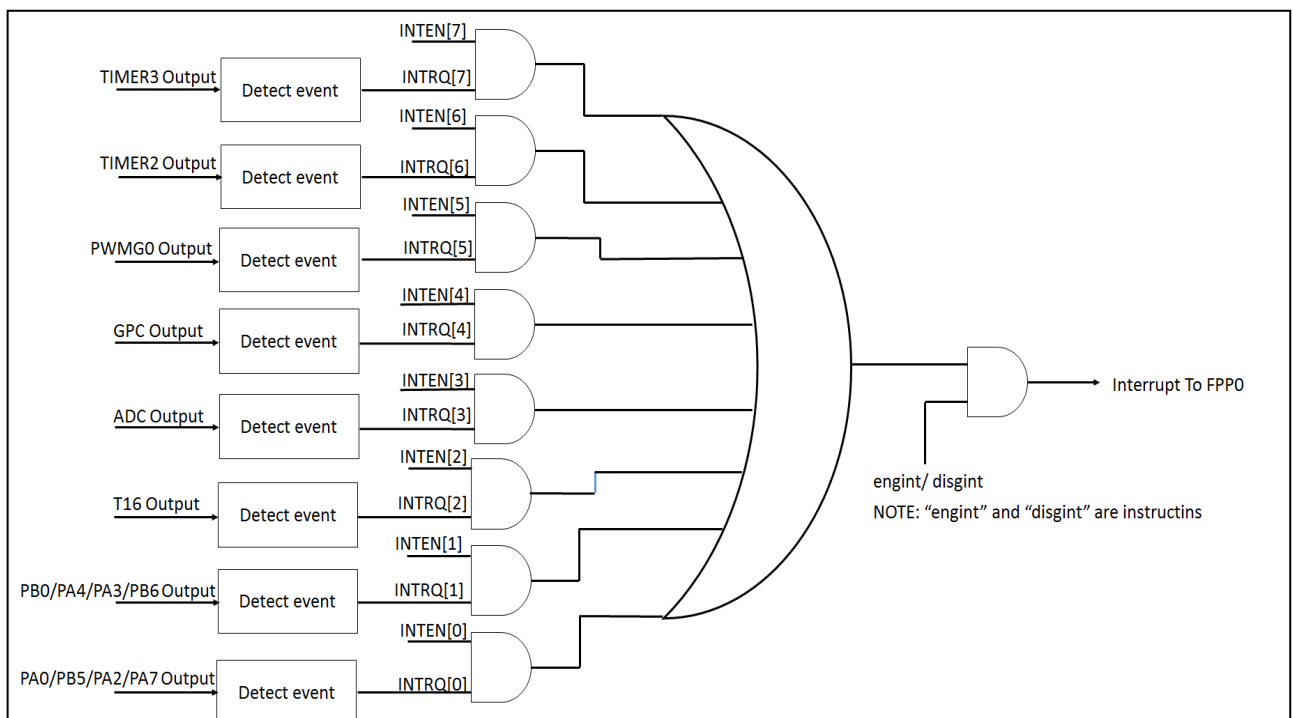 INTEN[7]
TIMER3 Output
Detect event
INTRQ[7]
INTEN[6]
TIMER2 Output
Detect event
INTRQ[6]
INTEN[5]
PWMG0 Output
Detect event
INTRQ[5]
INTEN[4]
GPC Output
Detect event
INTRQ[4]
INTEN[3]
ADC Output
Detect event
INTRQ[3]
INTEN[2]
T16 Output
Detect event
INTRQ[2]
INTEN[1]
PB0/PA4/PA3/PB6 Output
Detect event
INTRQ[1]
INTEN[0]
PA0/PB5/PA2/PA7 Output
Detect event
INTRQ[0]
Interrupt To FPP0
engint/ disgint
NOTE: “engint” and “disgint” are instructins